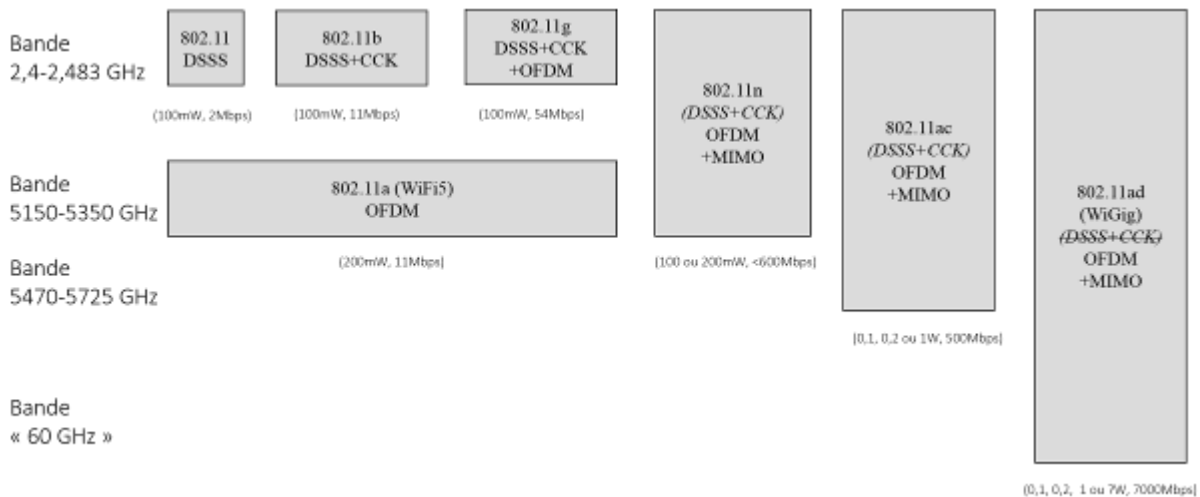 Bande
2,4-2,483 GHz
802.11
DSSS
(100mW, 2Mbps)
802.11b
DSSS+CCK
(100mW, 11Mbps)
802.11g
DSSS+CCK
+OFDM
(100mW, 54Mbps)
Bande
5150-5350 GHz
802.11a (WiFi5)
OFDM
(200mW, 11Mbps)
802.11n
(DSSS+CCK)
OFDM
+MIMO
(100 ou 200mW, <600Mbps)
Bande
5470-5725 GHz
802.11ac
(DSSS+CCK)
OFDM
+MIMO
(0,1, 0,2 ou 1W, 500Mbps)
802.11ad
(WiGig)
(DSSS+CCK)
OFDM
+MIMO
(0,1, 0,2, 1 ou 7W, 7000Mbps)
Bande
« 60 GHz »